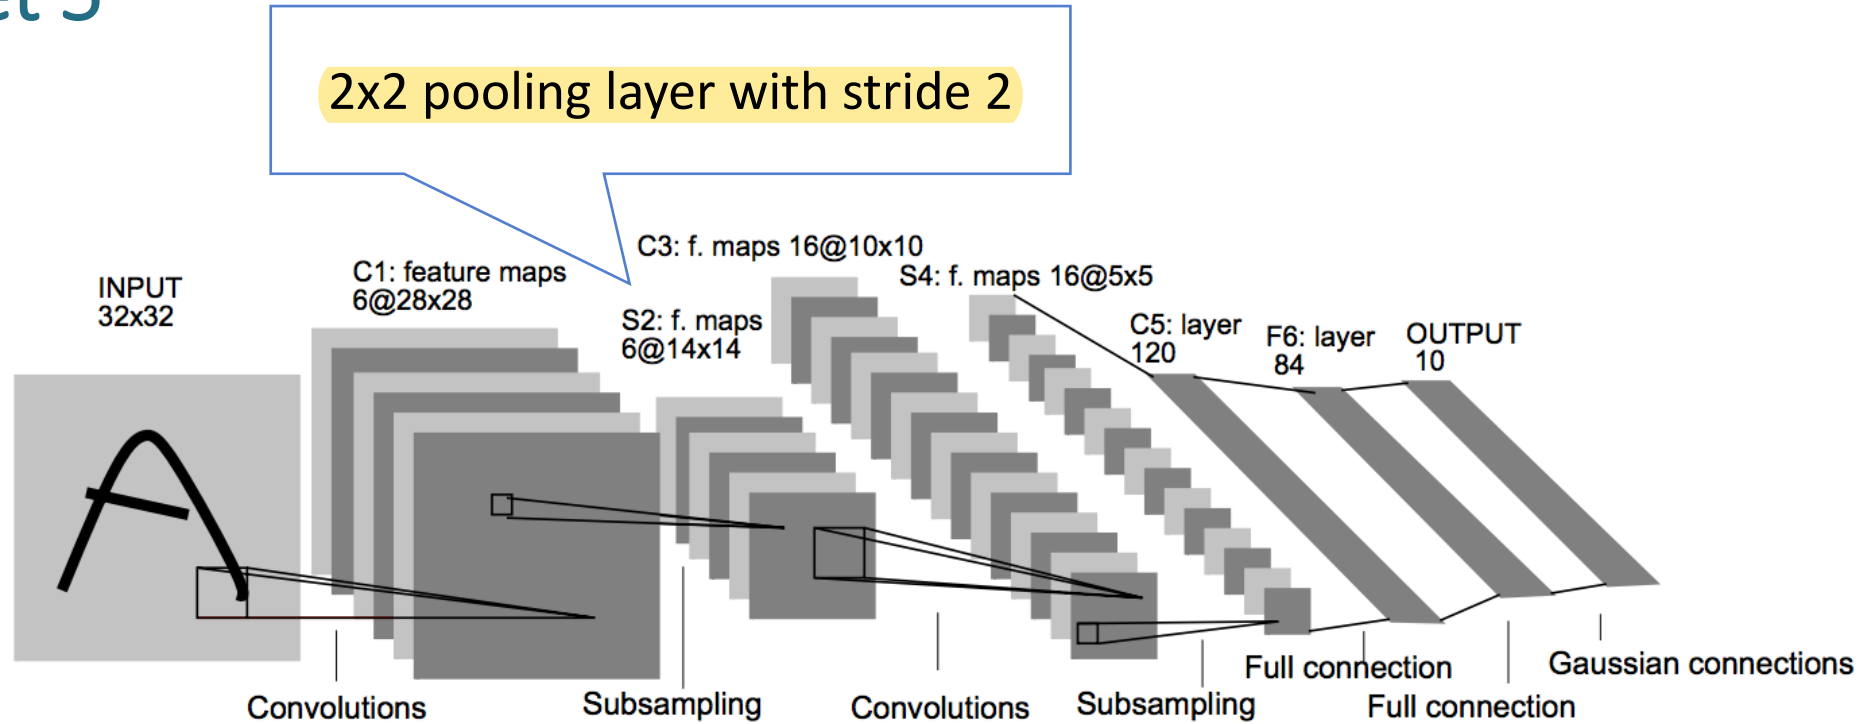 2x2 pooling layer with stride 2
C3: f. maps 16@10x10
S4: f. maps 16@5x5
C1: feature maps
6@28x28
INPUT
32x32
S2: f. maps
6@14x14
C5: layer
120
F6: layer
84
OUTPUT
10
Full connection
Gaussian connections
Convolutions
Subsampling
Convolutions
Subsampling
Full connection